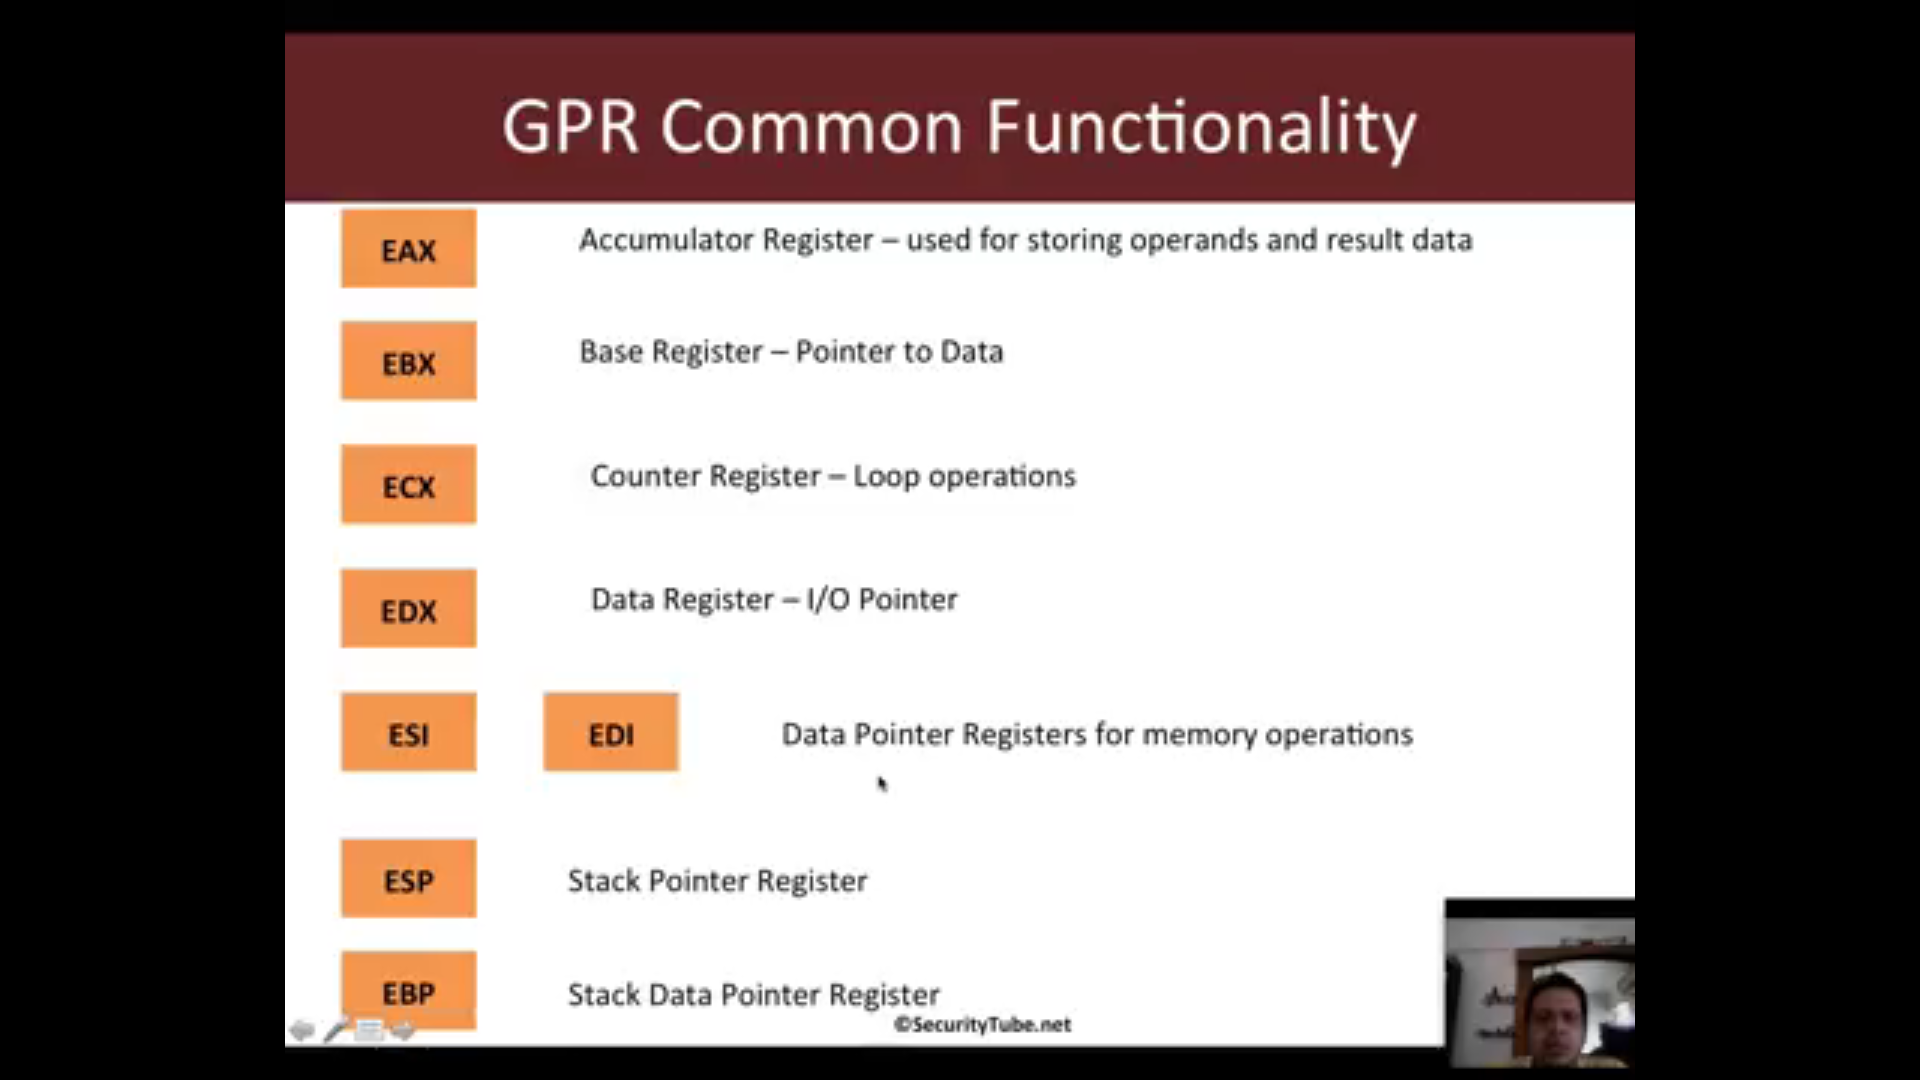 GPR Common Functionality
EAX Accumulator Register – used for storing operands and result data
EBX Base Register – Pointer to Data
ECX Counter Register – Loop operations
EDX Data Register – I/O Pointer
ESI EDI Data Pointer Registers for memory operations
ESP Stack Pointer Register
EBP Stack Data Pointer Register
©SecurityTube.net